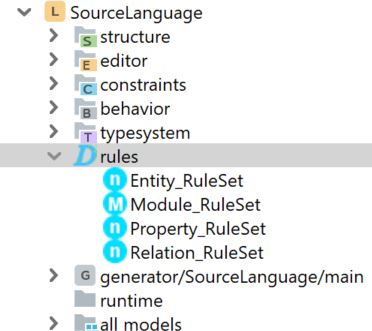 L SourceLanguage
S structure
E editor
C constraints
B behavior
T typesystem
D rules
n Entity_RuleSet
M Module_RuleSet
n Property_RuleSet
n Relation_RuleSet
G generator/SourceLanguage/main
runtime
all models